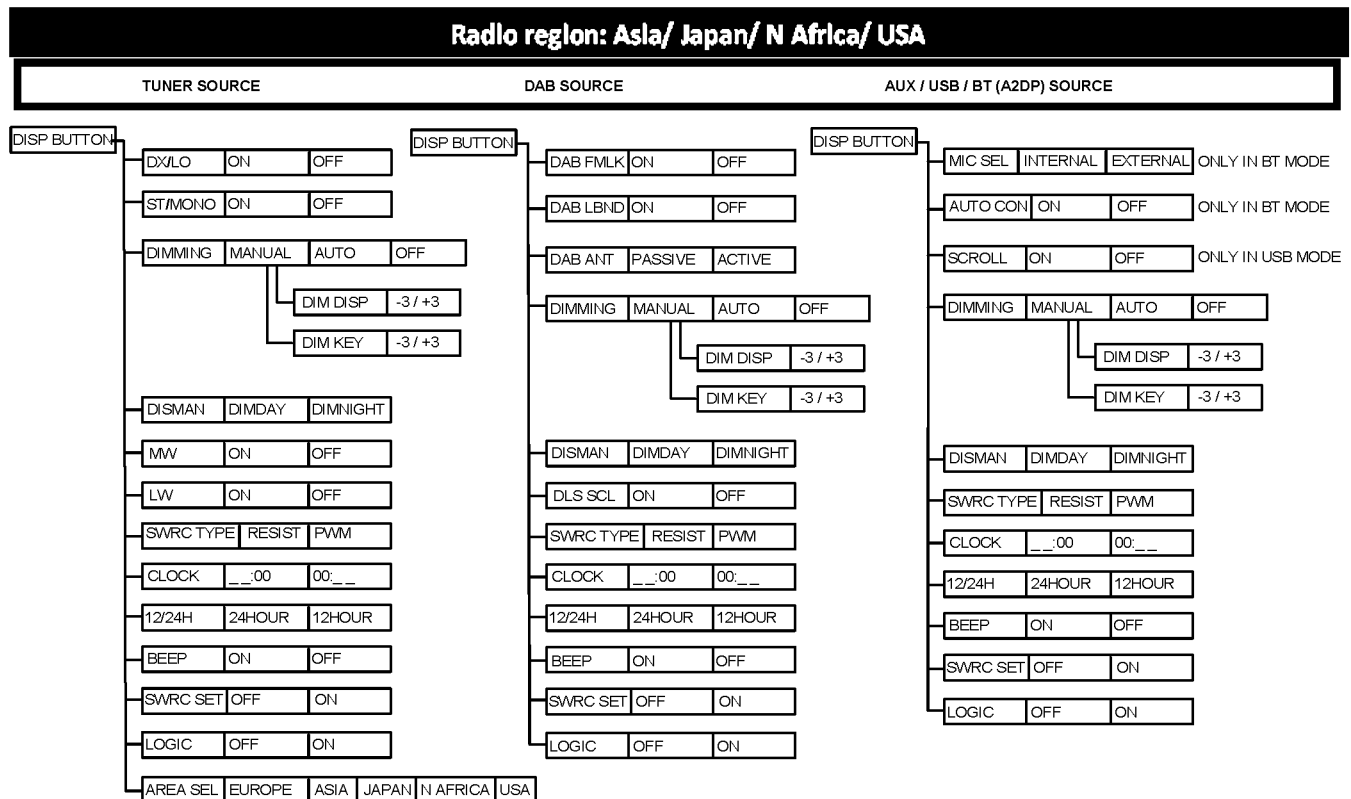 Radio region: Asia/ Japan/ N Africa/ USA
TUNER SOURCE
DAB SOURCE
AUX / USB / BT (A2DP) SOURCE
DISP BUTTON
DX/LO ON OFF
ST/MONO ON OFF
DIMMING MANUAL AUTO OFF
DIM DISP -3 / +3
DIM KEY -3 / +3
DISMAN DIMDAY DIMNIGHT
MW ON OFF
LW ON OFF
SWRC TYPE RESIST PWM
CLOCK _ _:00 00:_ _
12/24H 24HOUR 12HOUR
BEEP ON OFF
SWRC SET OFF ON
LOGIC OFF ON
AREA SEL EUROPE ASIA JAPAN N AFRICA USA
DISP BUTTON
DAB FMLK ON OFF
DAB LBND ON OFF
DAB ANT PASSIVE ACTIVE
DIMMING MANUAL AUTO OFF
DIM DISP -3 / +3
DIM KEY -3 / +3
DISMAN DIMDAY DIMNIGHT
DLS SCL ON OFF
SWRC TYPE RESIST PWM
CLOCK _ _:00 00:_ _
12/24H 24HOUR 12HOUR
BEEP ON OFF
SWRC SET OFF ON
LOGIC OFF ON
DISP BUTTON
MIC SEL INTERNAL EXTERNAL ONLY IN BT MODE
AUTO CON ON OFF ONLY IN BT MODE
SCROLL ON OFF ONLY IN USB MODE
DIMMING MANUAL AUTO OFF
DIM DISP -3 / +3
DIM KEY -3 / +3
DISMAN DIMDAY DIMNIGHT
SWRC TYPE RESIST PWM
CLOCK _ _:00 00:_ _
12/24H 24HOUR 12HOUR
BEEP ON OFF
SWRC SET OFF ON
LOGIC OFF ON